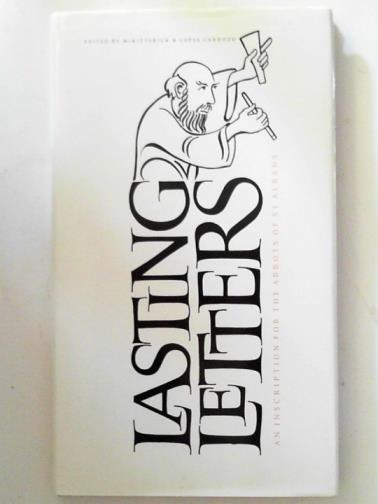 EDITED BY MCKITTERICK & LOPES CARDOZO
LASTING
LETTERS
AN INSCRIPTION FOR THE ABBOTS OF ST ALBANS